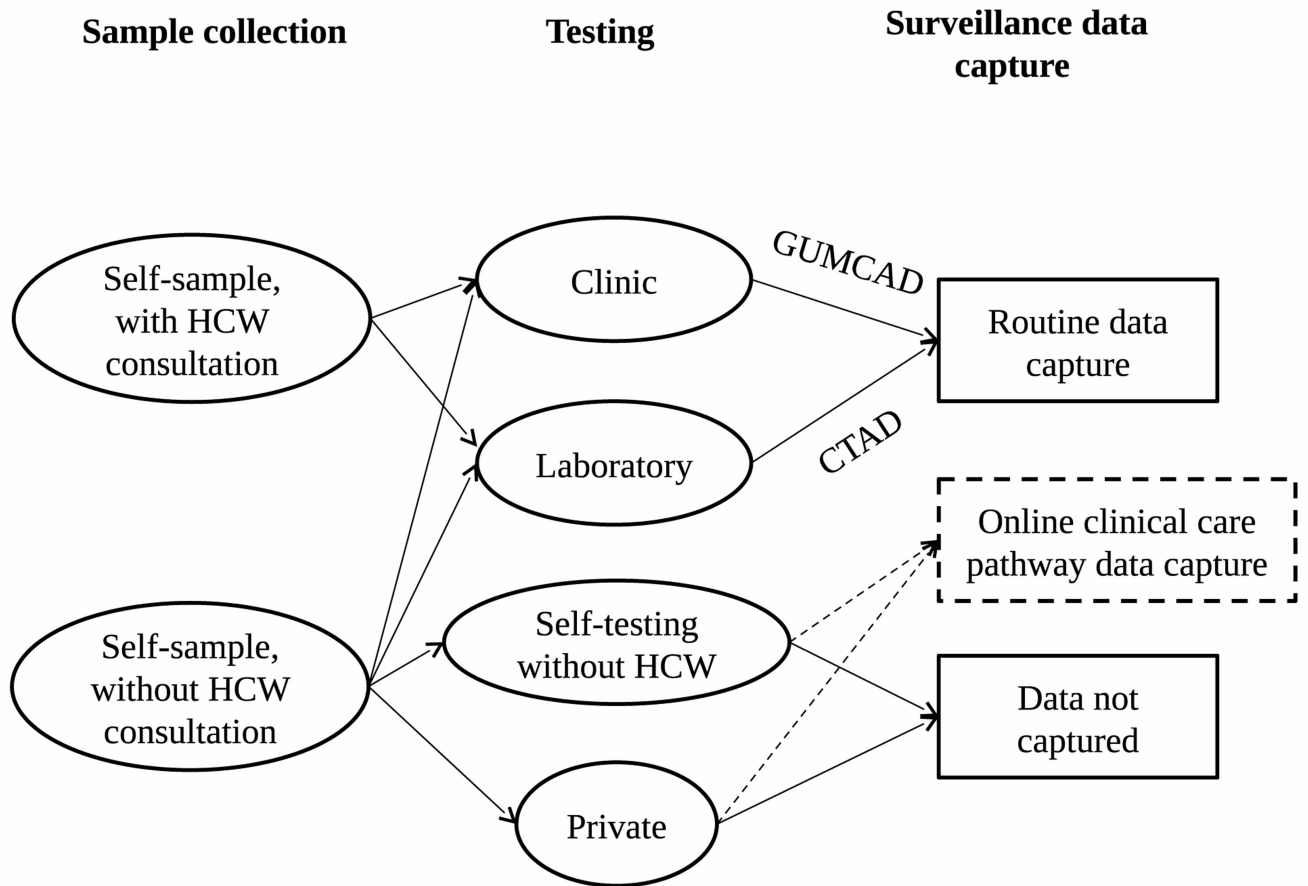 Sample collection
Testing
Surveillance data
capture
Self-sample,
with HCW
consultation
Clinic
GUMCAD
Routine data
capture
Laboratory
CTAD
Online clinical care
pathway data capture
Self-sample,
without HCW
consultation
Self-testing
without HCW
Data not
captured
Private